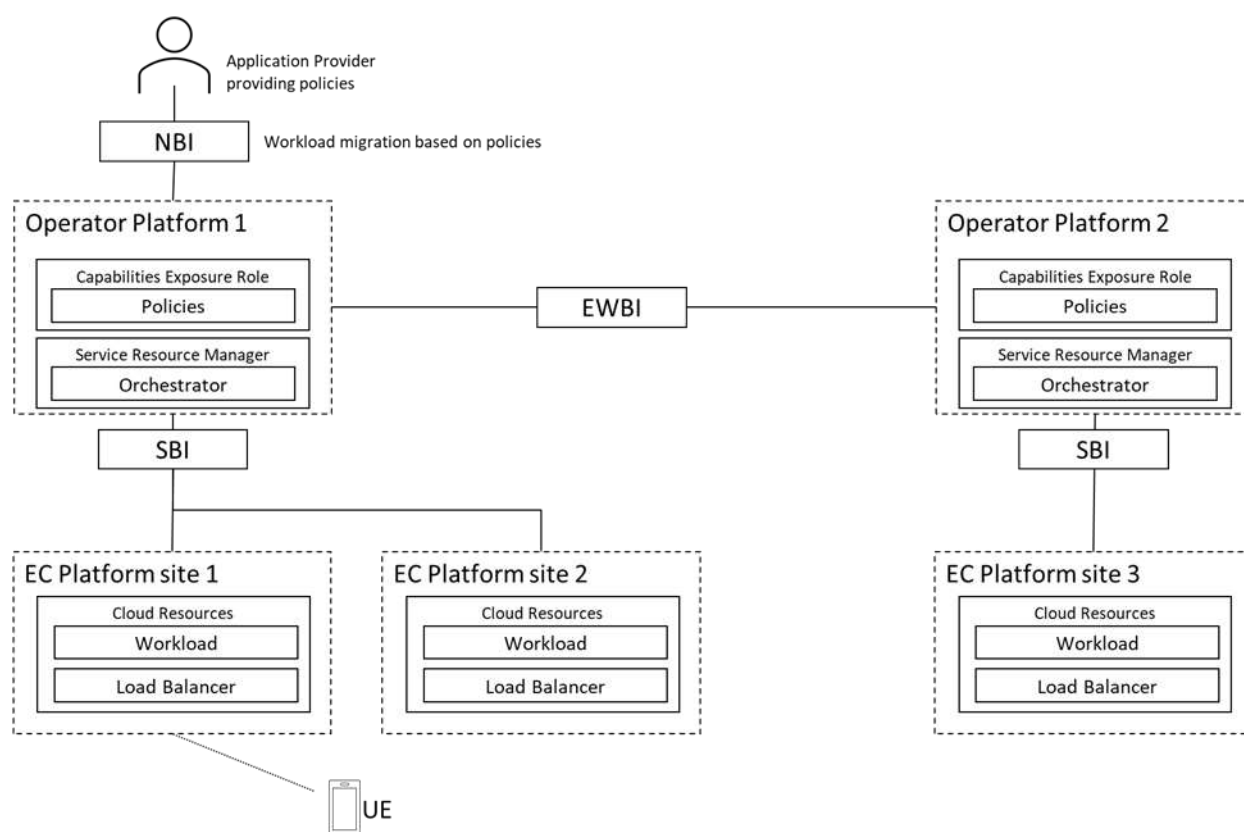 Application Provider
providing policies
NBI
Workload migration based on policies
Operator Platform 1
Capabilities Exposure Role
Policies
Service Resource Manager
Orchestrator
EWBI
Operator Platform 2
Capabilities Exposure Role
Policies
Service Resource Manager
Orchestrator
SBI
SBI
EC Platform site 1
Cloud Resources
Workload
Load Balancer
EC Platform site 2
Cloud Resources
Workload
Load Balancer
EC Platform site 3
Cloud Resources
Workload
Load Balancer
UE